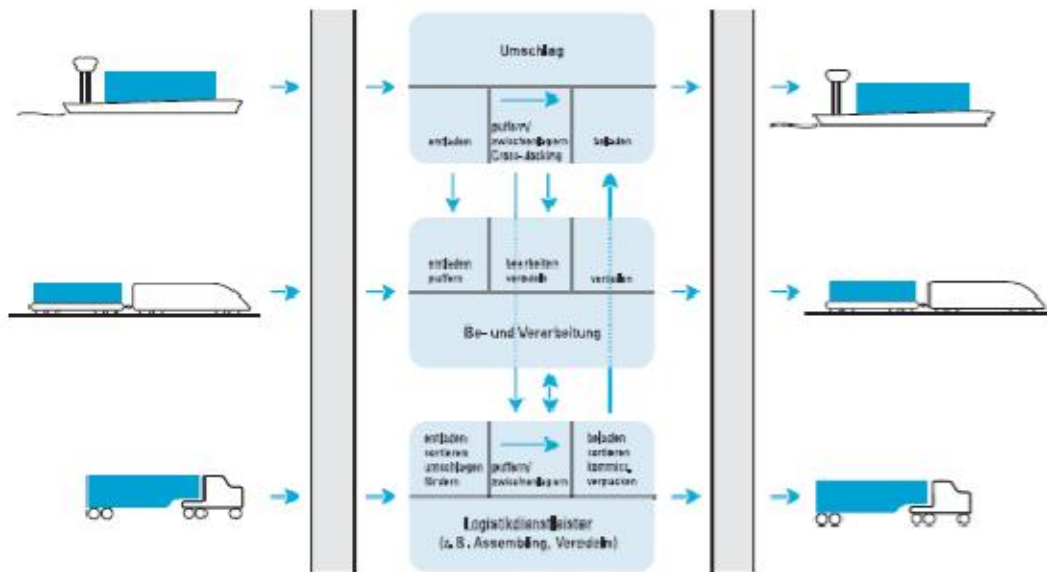 Umschlag
entladen
puffern/
zwischenlagern
Cross-docking
beladen
entladen
puffern
bearbeiten
veredeln
verteilen
Be- und Verarbeitung
entladen
sortieren
umschlagen
fördern
puffern/
zwischenlagern
beladen
sortieren
kommiss.
verpacken
Logistikdienstleister
(z.B. Assembling, Veredeln)